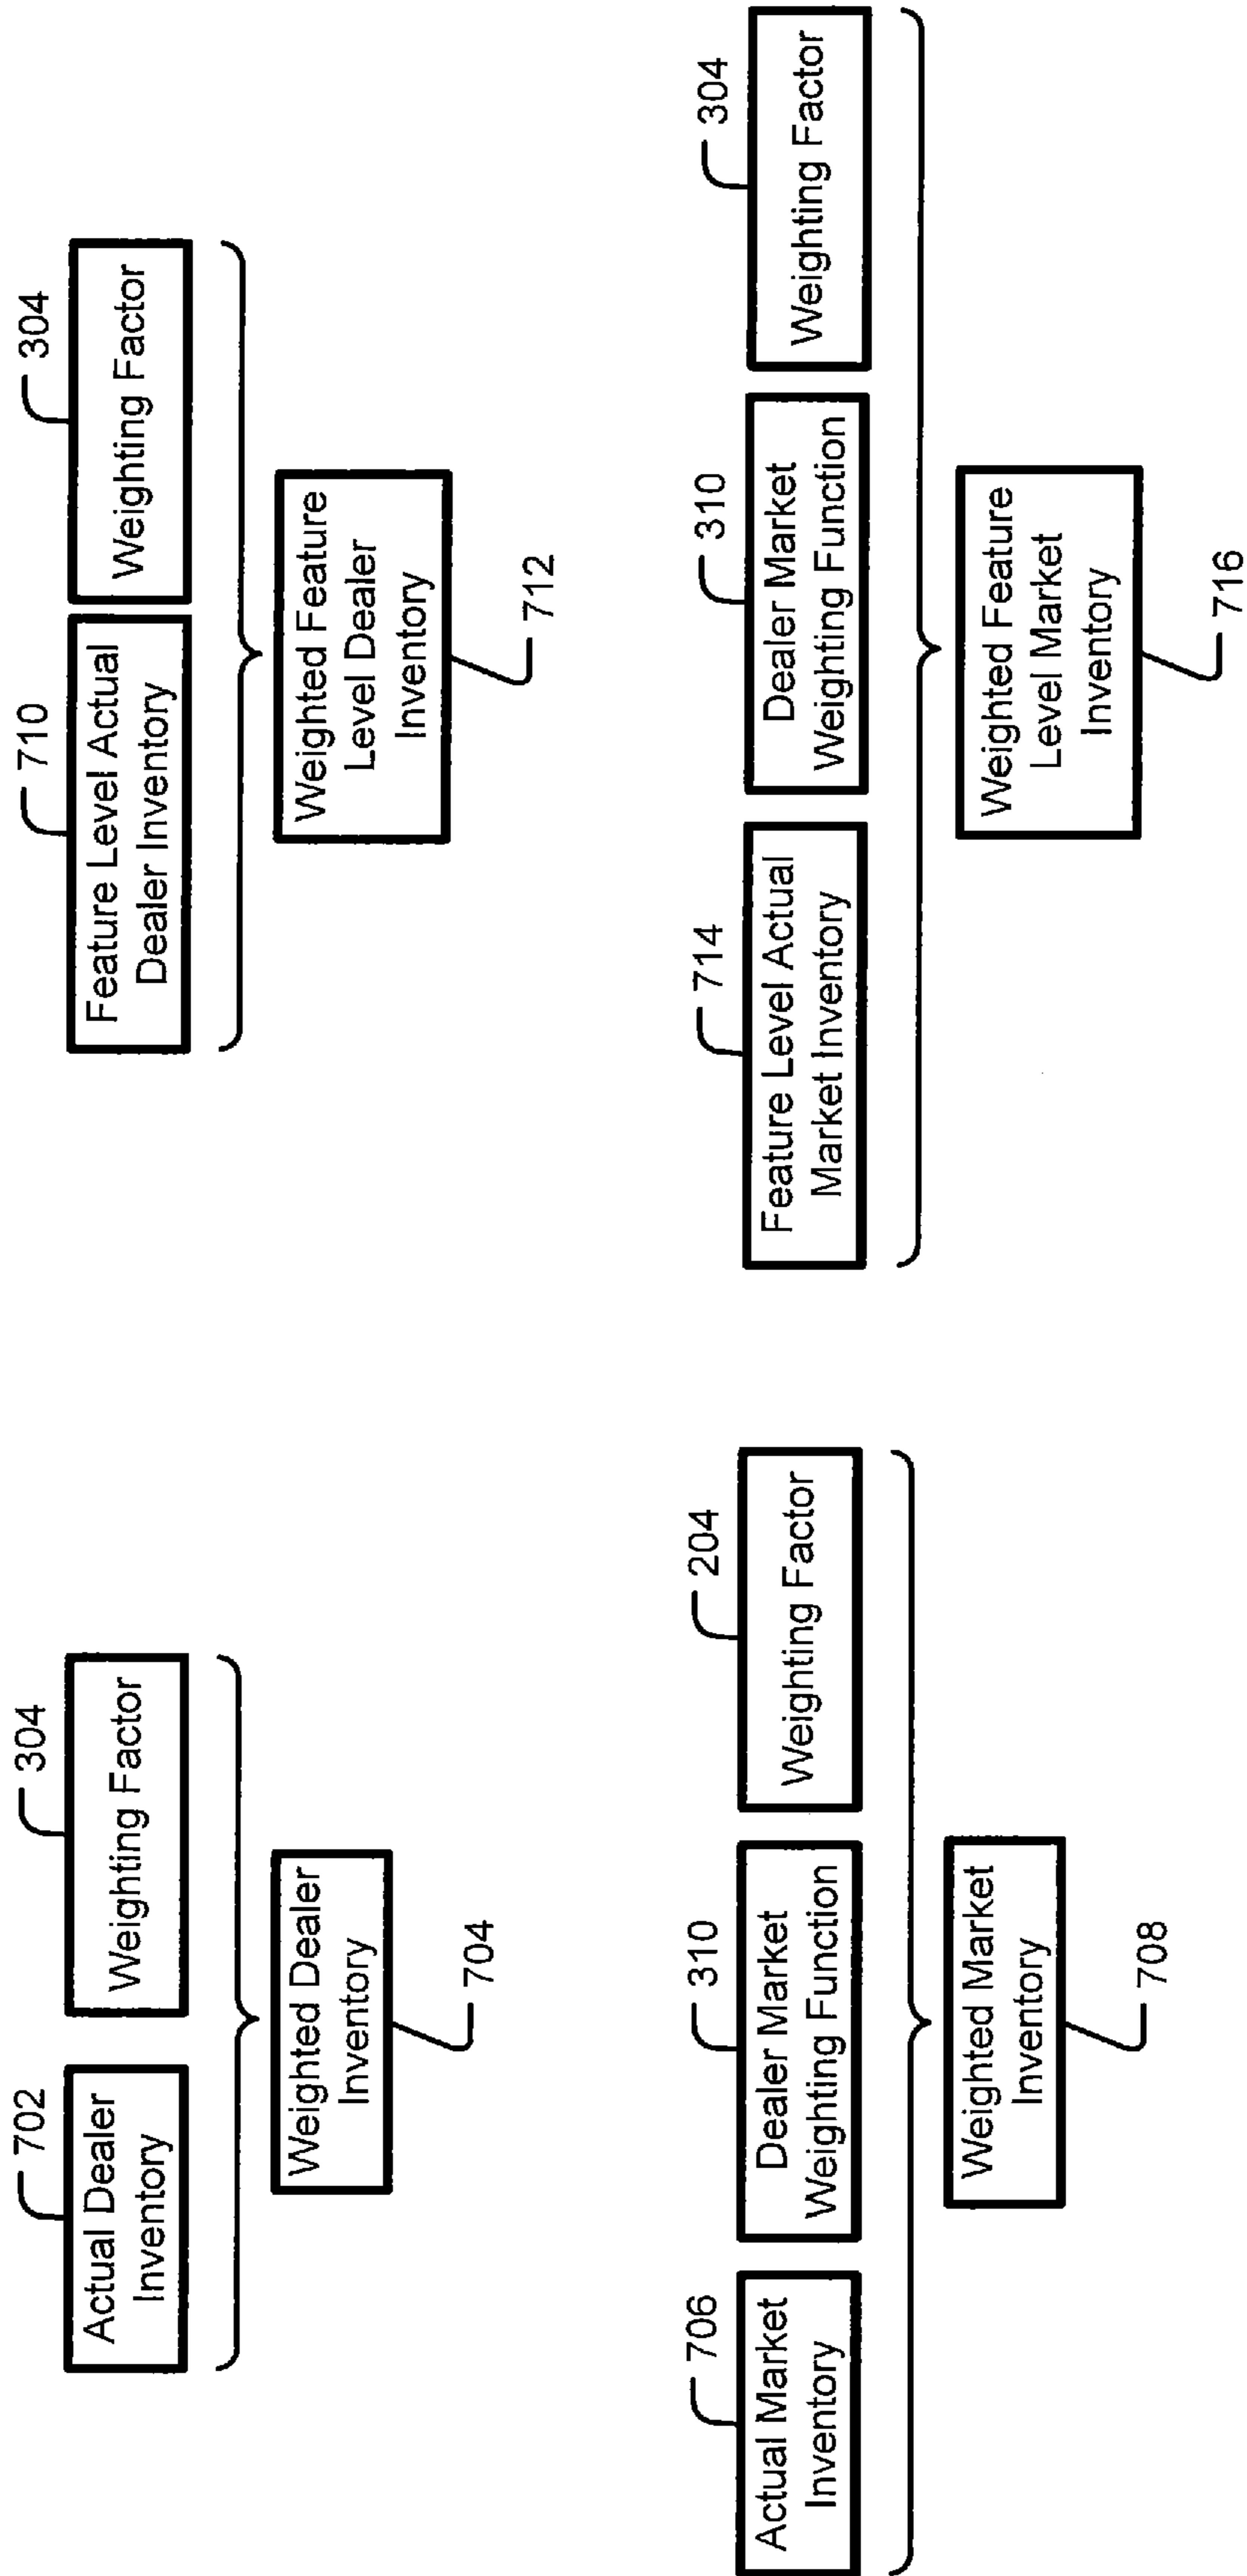 702
304
Actual Dealer
Inventory
Weighting Factor
Weighted Dealer
Inventory
704
710
304
Feature Level Actual
Dealer Inventory
Weighting Factor
Weighted Feature
Level Dealer
Inventory
712
706
310
204
Actual Market
Inventory
Dealer Market
Weighting Function
Weighting Factor
Weighted Market
Inventory
708
714
310
304
Feature Level Actual
Market Inventory
Dealer Market
Weighting Function
Weighting Factor
Weighted Feature
Level Market
Inventory
716